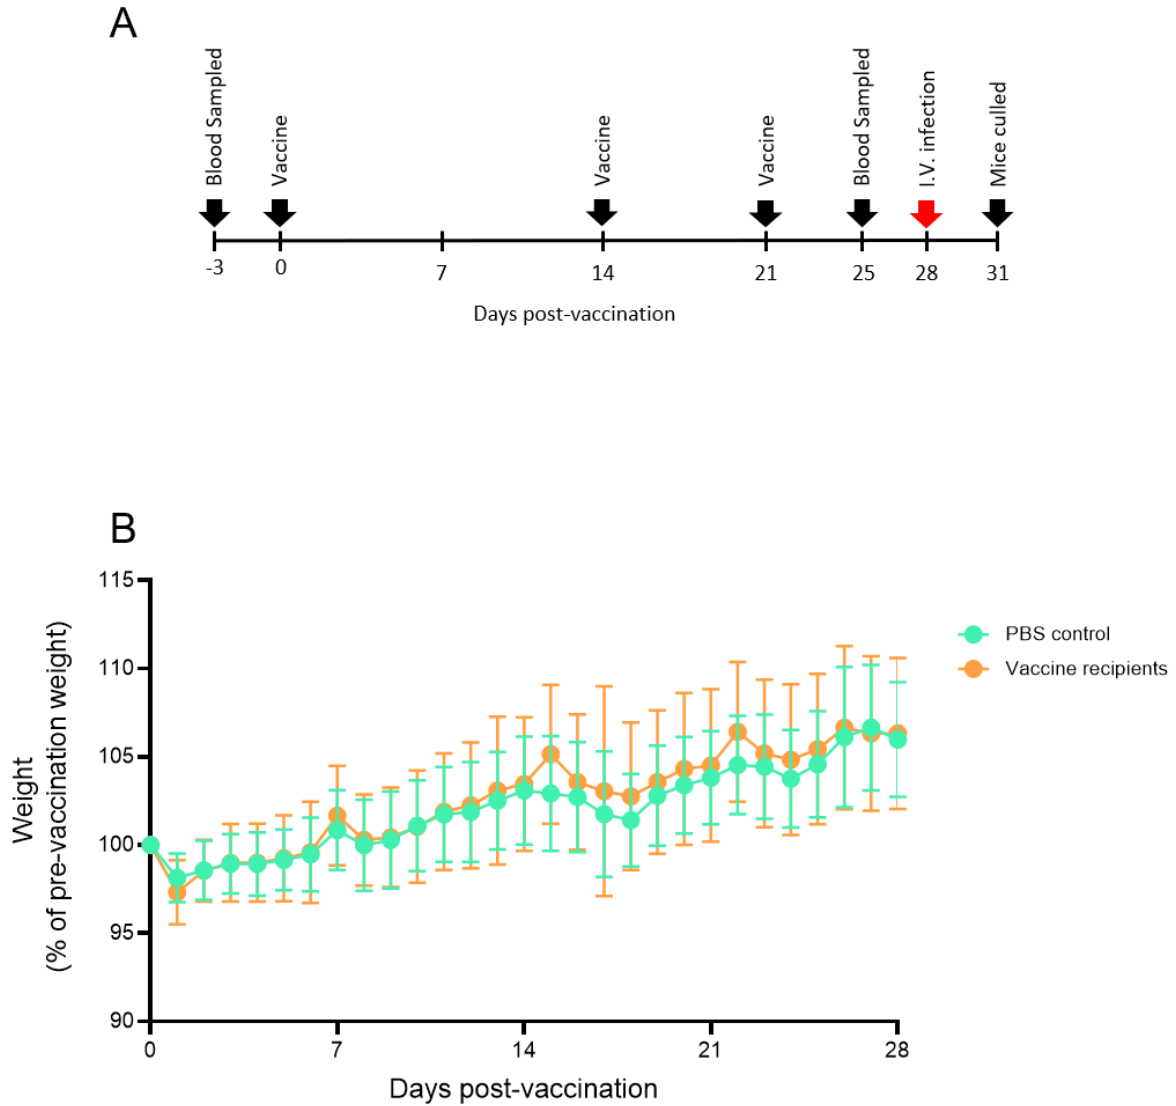 A
Blood Sampled
Vaccine
Vaccine
Vaccine
Blood Sampled
I.V. infection
Mice culled
-3 0 7 14 21 25 28 31
Days post-vaccination
B
115
110
105
100
95
90
Weight
(% of pre-vaccination weight)
0 7 14 21 28
Days post-vaccination
PBS control
Vaccine recipients